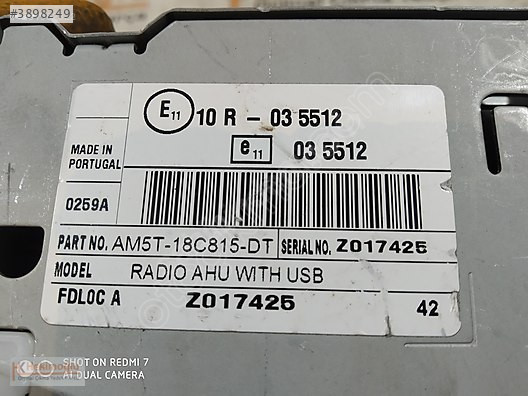 #3898249
E11 10 R - 03 5512
e11 03 5512
MADE IN
PORTUGAL
0259A
PART NO. AM5T-18C815-DT SERIAL NO. Z017425
MODEL RADIO AHU WITH USB
FDLOC A Z017425 42
SHOT ON REDMI 7
AI DUAL CAMERA